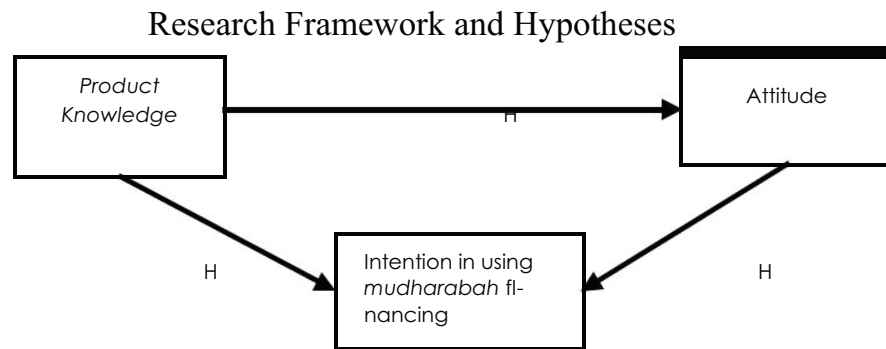 Research Framework and Hypotheses
Product
Knowledge
Attitude
H
Intention in using
mudharabah fI-
nancing
H
H